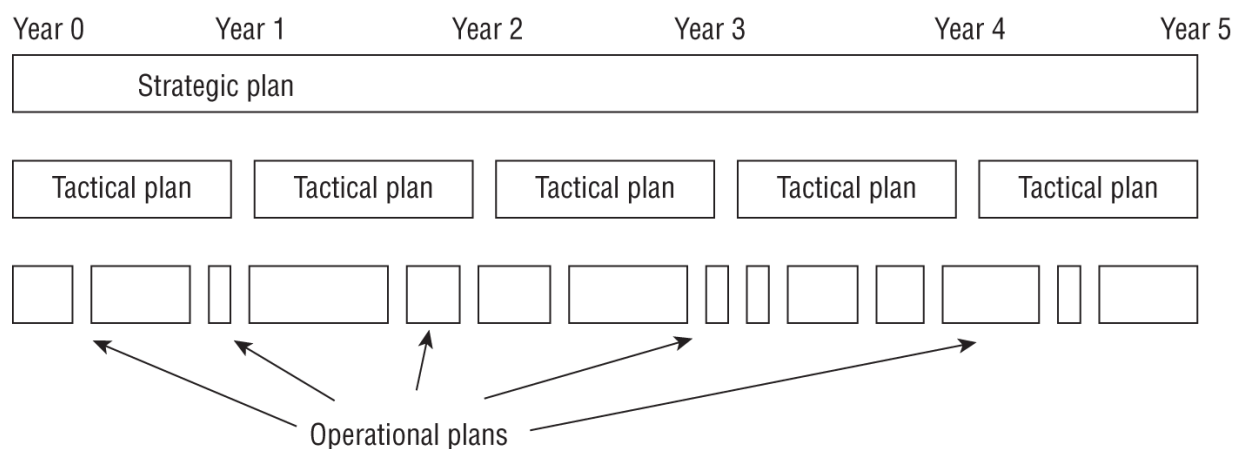 Year 0 Year 1 Year 2 Year 3 Year 4 Year 5
Strategic plan
Tactical plan Tactical plan Tactical plan Tactical plan Tactical plan
Operational plans